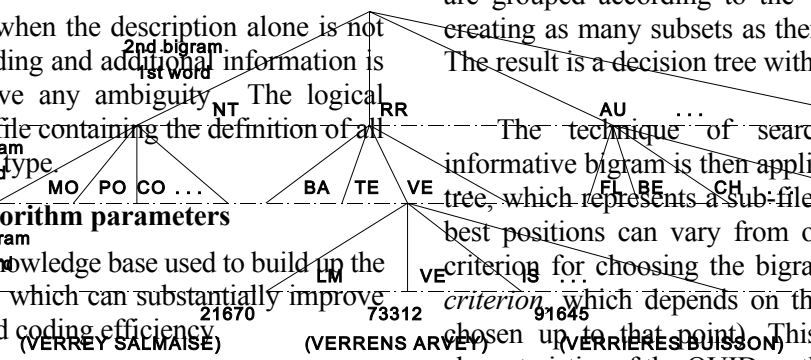 when the description alone is not
ding and additional information is
ve any ambiguity. The logical
file containing the definition of all
type.
orithm parameters
nowledge base used to build up the
which can substantially improve
d coding efficiency
are grouped according to the
creating as many subsets as the
The result is a decision tree with
The technique of sear
informative bigram is then appli
tree, which represents a sub-file
best positions can vary from o
criterion for choosing the bigra
criterion, which depends on th
chosen up to that point). This
2nd bigram
1st word
NT RR AU ...
am
MO PO CO ... BA TE VE ... FL BE CH
ram
LM VE IS ...
21670 73312 91645
(VERREY SALMAISE) (VERRENS ARVEY) (VERRIERES BUISSON)